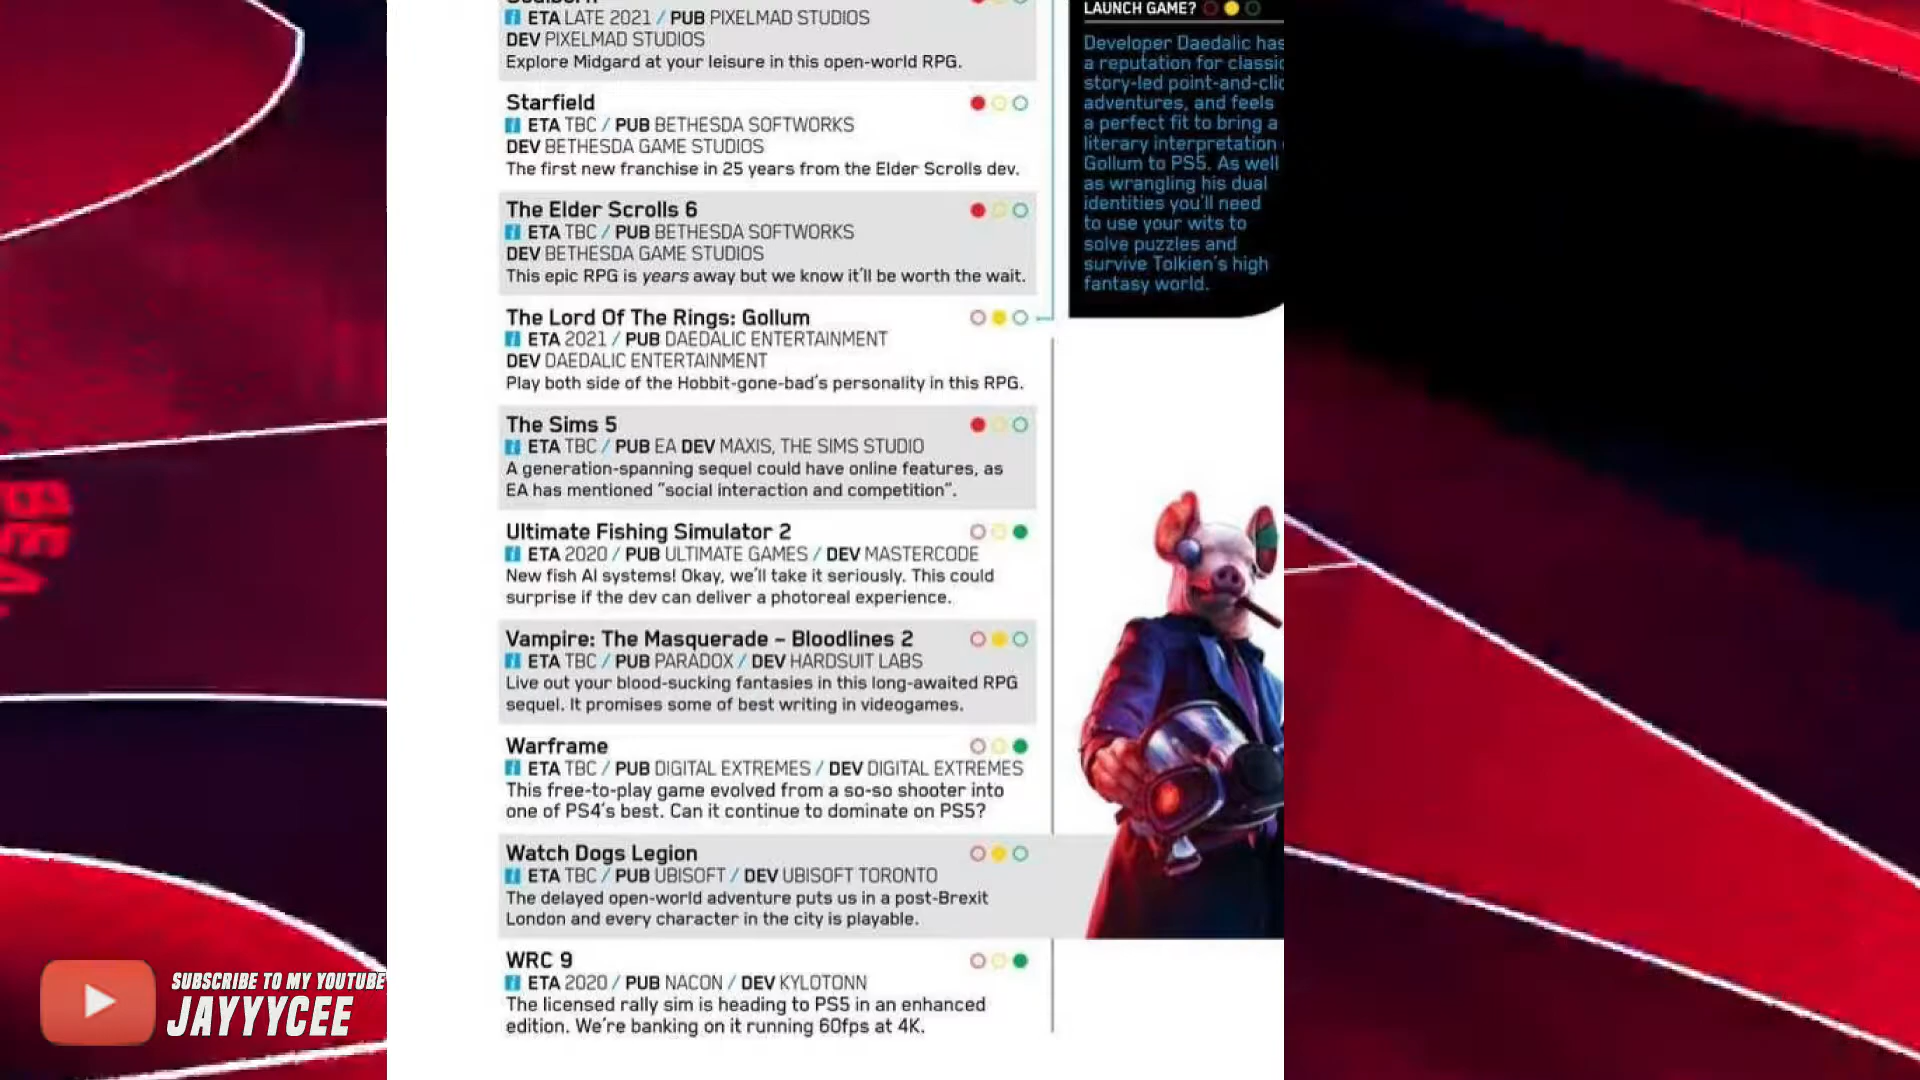 ETA LATE 2021 / PUB PIXELMAD STUDIOS
DEV PIXELMAD STUDIOS
Explore Midgard at your leisure in this open-world RPG.
Starfield
ETA TBC / PUB BETHESDA SOFTWORKS
DEV BETHESDA GAME STUDIOS
The first new franchise in 25 years from the Elder Scrolls dev.
The Elder Scrolls 6
ETA TBC / PUB BETHESDA SOFTWORKS
DEV BETHESDA GAME STUDIOS
This epic RPG is years away but we know it'll be worth the wait.
The Lord Of The Rings: Gollum
ETA 2021 / PUB DAEDALIC ENTERTAINMENT
DEV DAEDALIC ENTERTAINMENT
Play both side of the Hobbit-gone-bad's personality in this RPG.
The Sims 5
ETA TBC / PUB EA DEV MAXIS, THE SIMS STUDIO
A generation-spanning sequel could have online features, as
EA has mentioned "social interaction and competition".
Ultimate Fishing Simulator 2
ETA 2020 / PUB ULTIMATE GAMES / DEV MASTERCODE
New fish AI systems! Okay, we'll take it seriously. This could
surprise if the dev can deliver a photoreal experience.
Vampire: The Masquerade – Bloodlines 2
ETA TBC / PUB PARADOX / DEV HARDSUIT LABS
Live out your blood-sucking fantasies in this long-awaited RPG
sequel. It promises some of best writing in videogames.
Warframe
ETA TBC / PUB DIGITAL EXTREMES / DEV DIGITAL EXTREMES
This free-to-play game evolved from a so-so shooter into
one of PS4's best. Can it continue to dominate on PS5?
Watch Dogs Legion
ETA TBC / PUB UBISOFT / DEV UBISOFT TORONTO
The delayed open-world adventure puts us in a post-Brexit
London and every character in the city is playable.
WRC 9
ETA 2020 / PUB NACON / DEV KYLOTONN
The licensed rally sim is heading to PS5 in an enhanced
edition. We're banking on it running 60fps at 4K.
LAUNCH GAME?
Developer Daedalic has
a reputation for classic
story-led point-and-clic
adventures, and feels
a perfect fit to bring a
literary interpretation
Gollum to PS5. As well
as wrangling his dual
identities you'll need
to use your wits to
solve puzzles and
survive Tolkien's high
fantasy world.
SUBSCRIBE TO MY YOUTUBE
JAYYYCEE